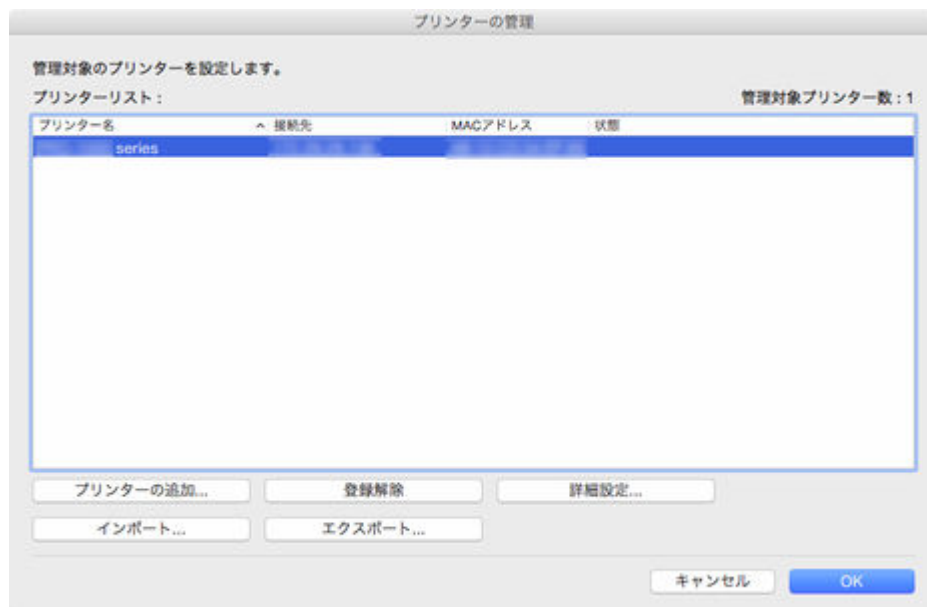 プリンターの管理
管理対象のプリンターを設定します。
プリンターリスト：
管理対象プリンター数：1
プリンター名 接続先 MACアドレス 状態
series
プリンターの追加... 登録解除 詳細設定...
インポート... エクスポート...
キャンセル OK